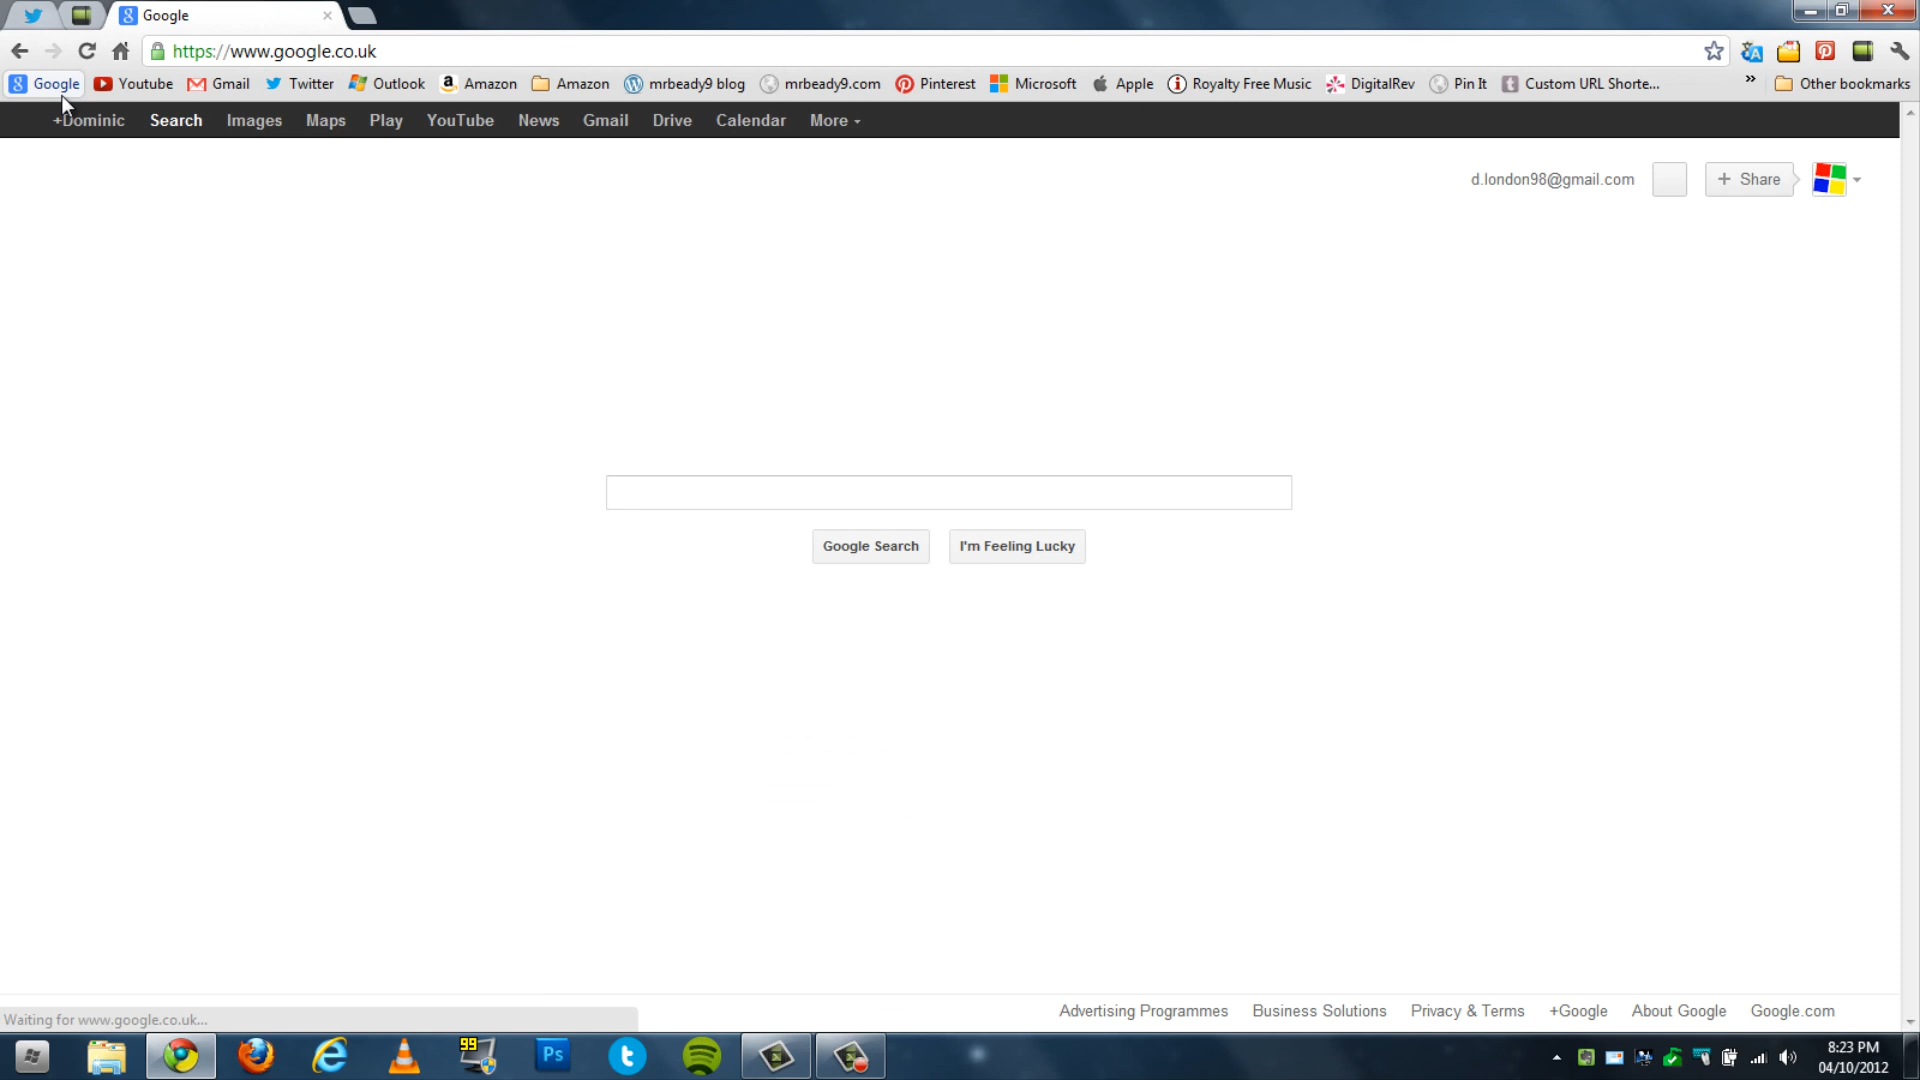 Google
https://www.google.co.uk
Google Youtube Gmail Twitter Outlook Amazon Amazon mrbeady9 blog mrbeady9.com Pinterest Microsoft Apple Royalty Free Music DigitalRev Pin It Custom URL Shorte... » Other bookmarks
+Dominic Search Images Maps Play YouTube News Gmail Drive Calendar More
d.london98@gmail.com + Share
Google Search I'm Feeling Lucky
Advertising Programmes Business Solutions Privacy & Terms +Google About Google Google.com
Waiting for www.google.co.uk...
99 Ps
8:23 PM
04/10/2012